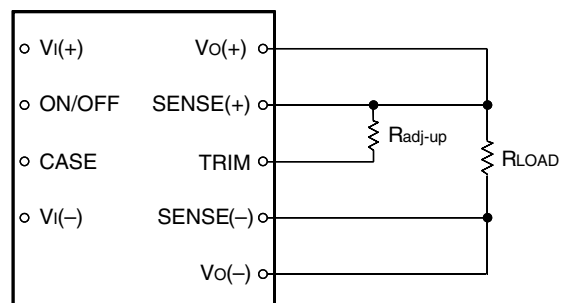 VI(+) VO(+)
ON/OFF SENSE(+)
Radj-up
CASE TRIM
RLOAD
VI(–) SENSE(–)
VO(–)